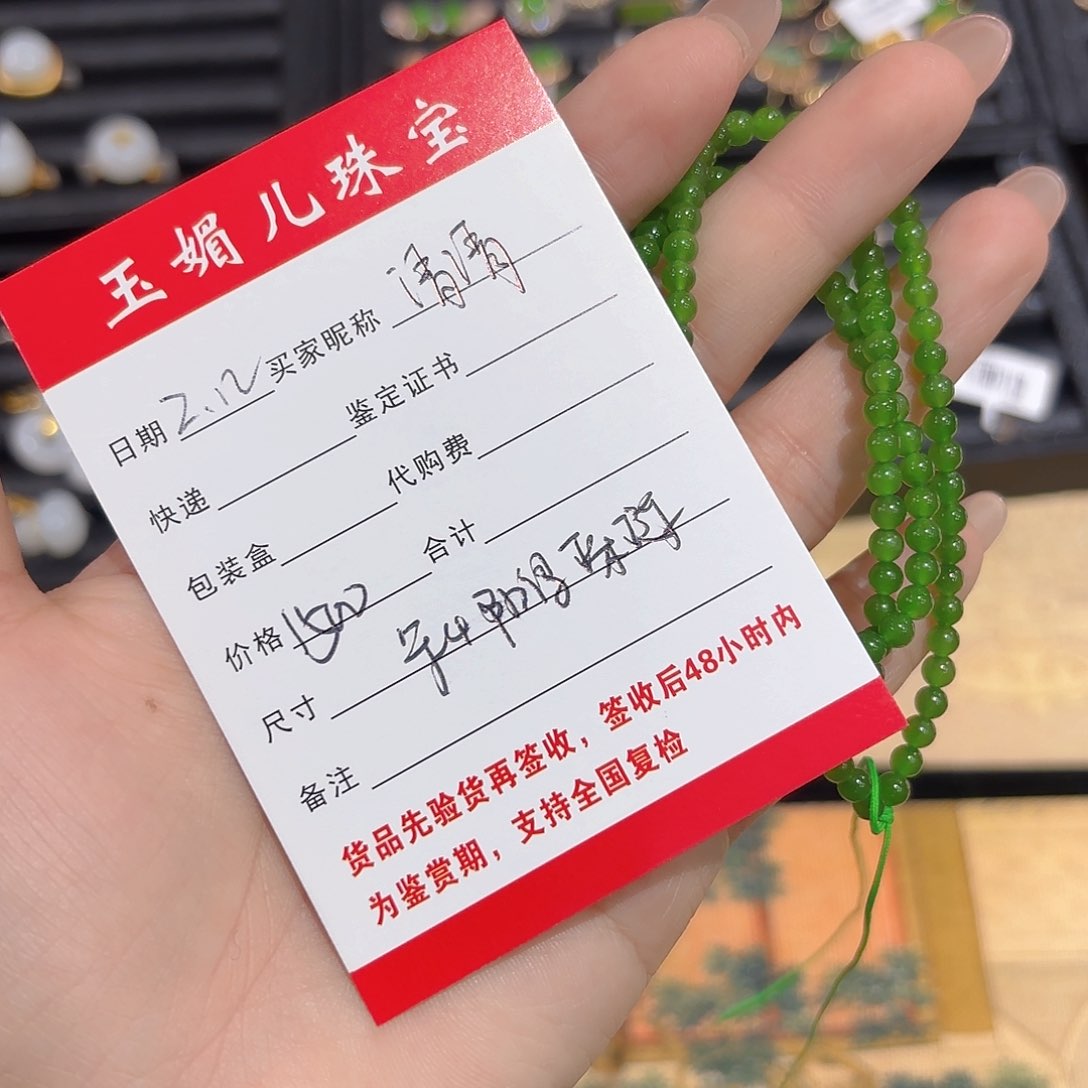 玉媚儿珠宝
日期 2.12 买家昵称 清清
快递 鉴定证书
包装盒 代购费
价格 1500 合计
尺寸
备注
货品先验货再签收，签收后48小时内
为鉴赏期，支持全国复检